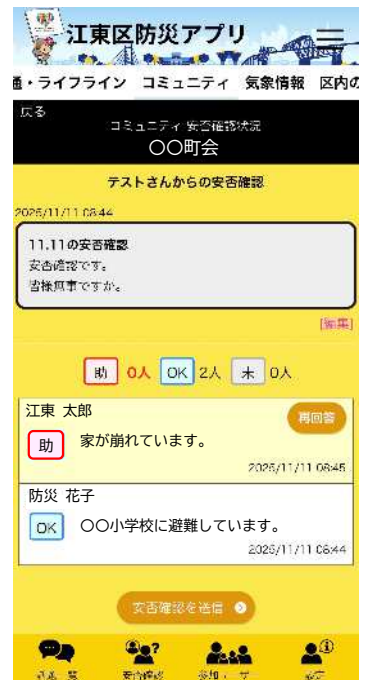 江東区防災アプリ
・ライフライン コミュニティ 気象情報 区内の
戻る
コミュニティ 安否確認状況
〇〇町会
テストさんからの安否確認
2025/11/11 08:44
11.11の安否確認
安否確認です。
皆様無事ですか。
[編集]
助 0人 OK 2人 未 0人
江東 太郎
再回答
助 家が崩れています。
2025/11/11 08:45
防災 花子
OK 〇〇小学校に避難しています。
2025/11/11 08:44
安否確認を送信
安否確認